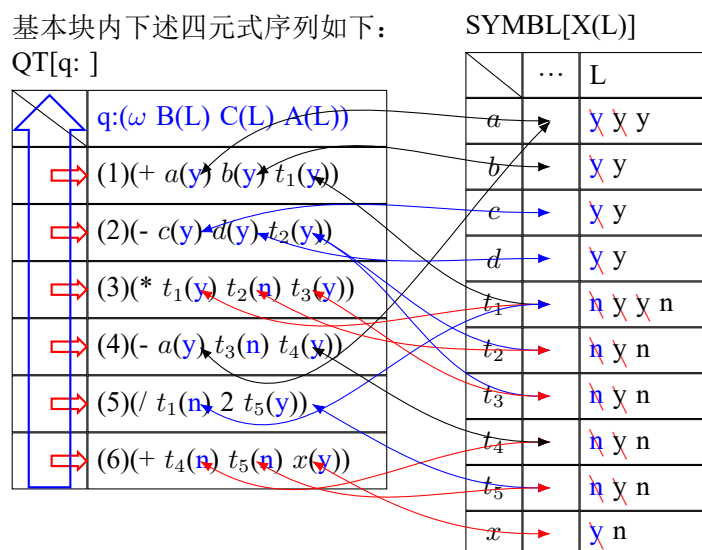 基本块内下述四元式序列如下：
QT[q: ]
q:(ω B(L) C(L) A(L))
(1)(+ a(y) b(y) t₁(y))
(2)(- c(y) d(y) t₂(y))
(3)(* t₁(y) t₂(n) t₃(y))
(4)(- a(y) t₃(n) t₄(y))
(5)(/ t₁(n) 2 t₅(y))
(6)(+ t₄(n) t₅(n) x(y))
SYMBL[X(L)]
⋯ L
a y y y
b y y
c y y
d y y
t₁ n y y n
t₂ n y n
t₃ n y n
t₄ n y n
t₅ n y n
x y n